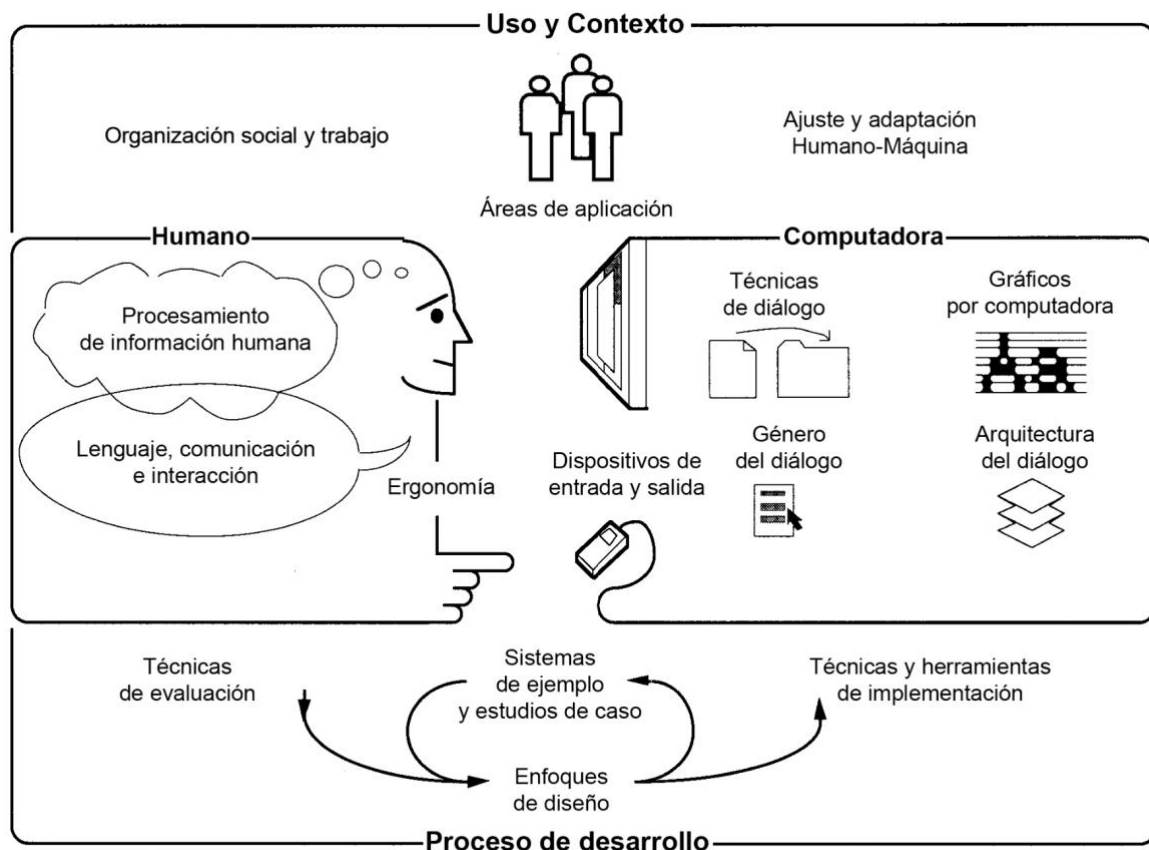 Uso y Contexto
Organización social y trabajo
Ajuste y adaptación
Humano-Máquina
Áreas de aplicación
Humano
Procesamiento
de información humana
Lenguaje, comunicación
e interacción
Ergonomía
Computadora
Técnicas
de diálogo
Gráficos
por computadora
Género
del diálogo
Arquitectura
del diálogo
Dispositivos de
entrada y salida
Técnicas
de evaluación
Sistemas
de ejemplo
y estudios de caso
Técnicas y herramientas
de implementación
Enfoques
de diseño
Proceso de desarrollo